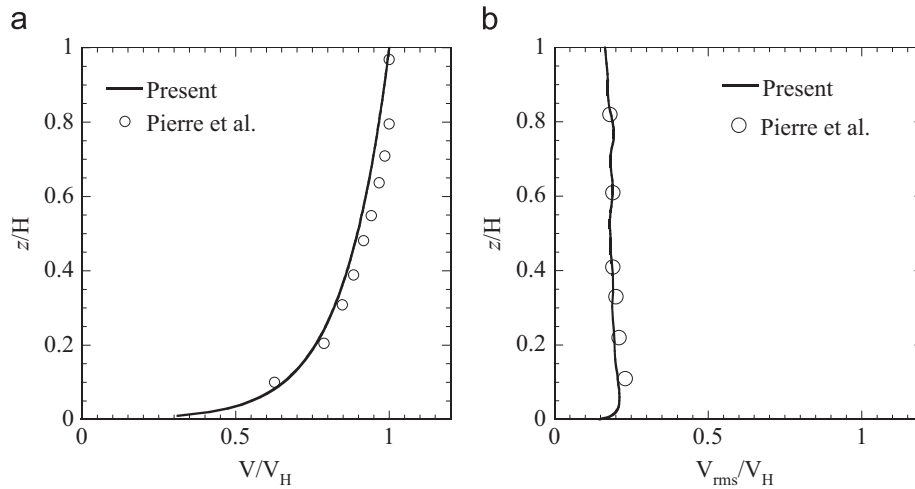 a
1
0.8
0.6
0.4
0.2
0
z/H
Present
Pierre et al.
0
0.5
1
V/V_H
b
1
0.8
0.6
0.4
0.2
0
z/H
Present
Pierre et al.
0
0.5
1
V_rms/V_H